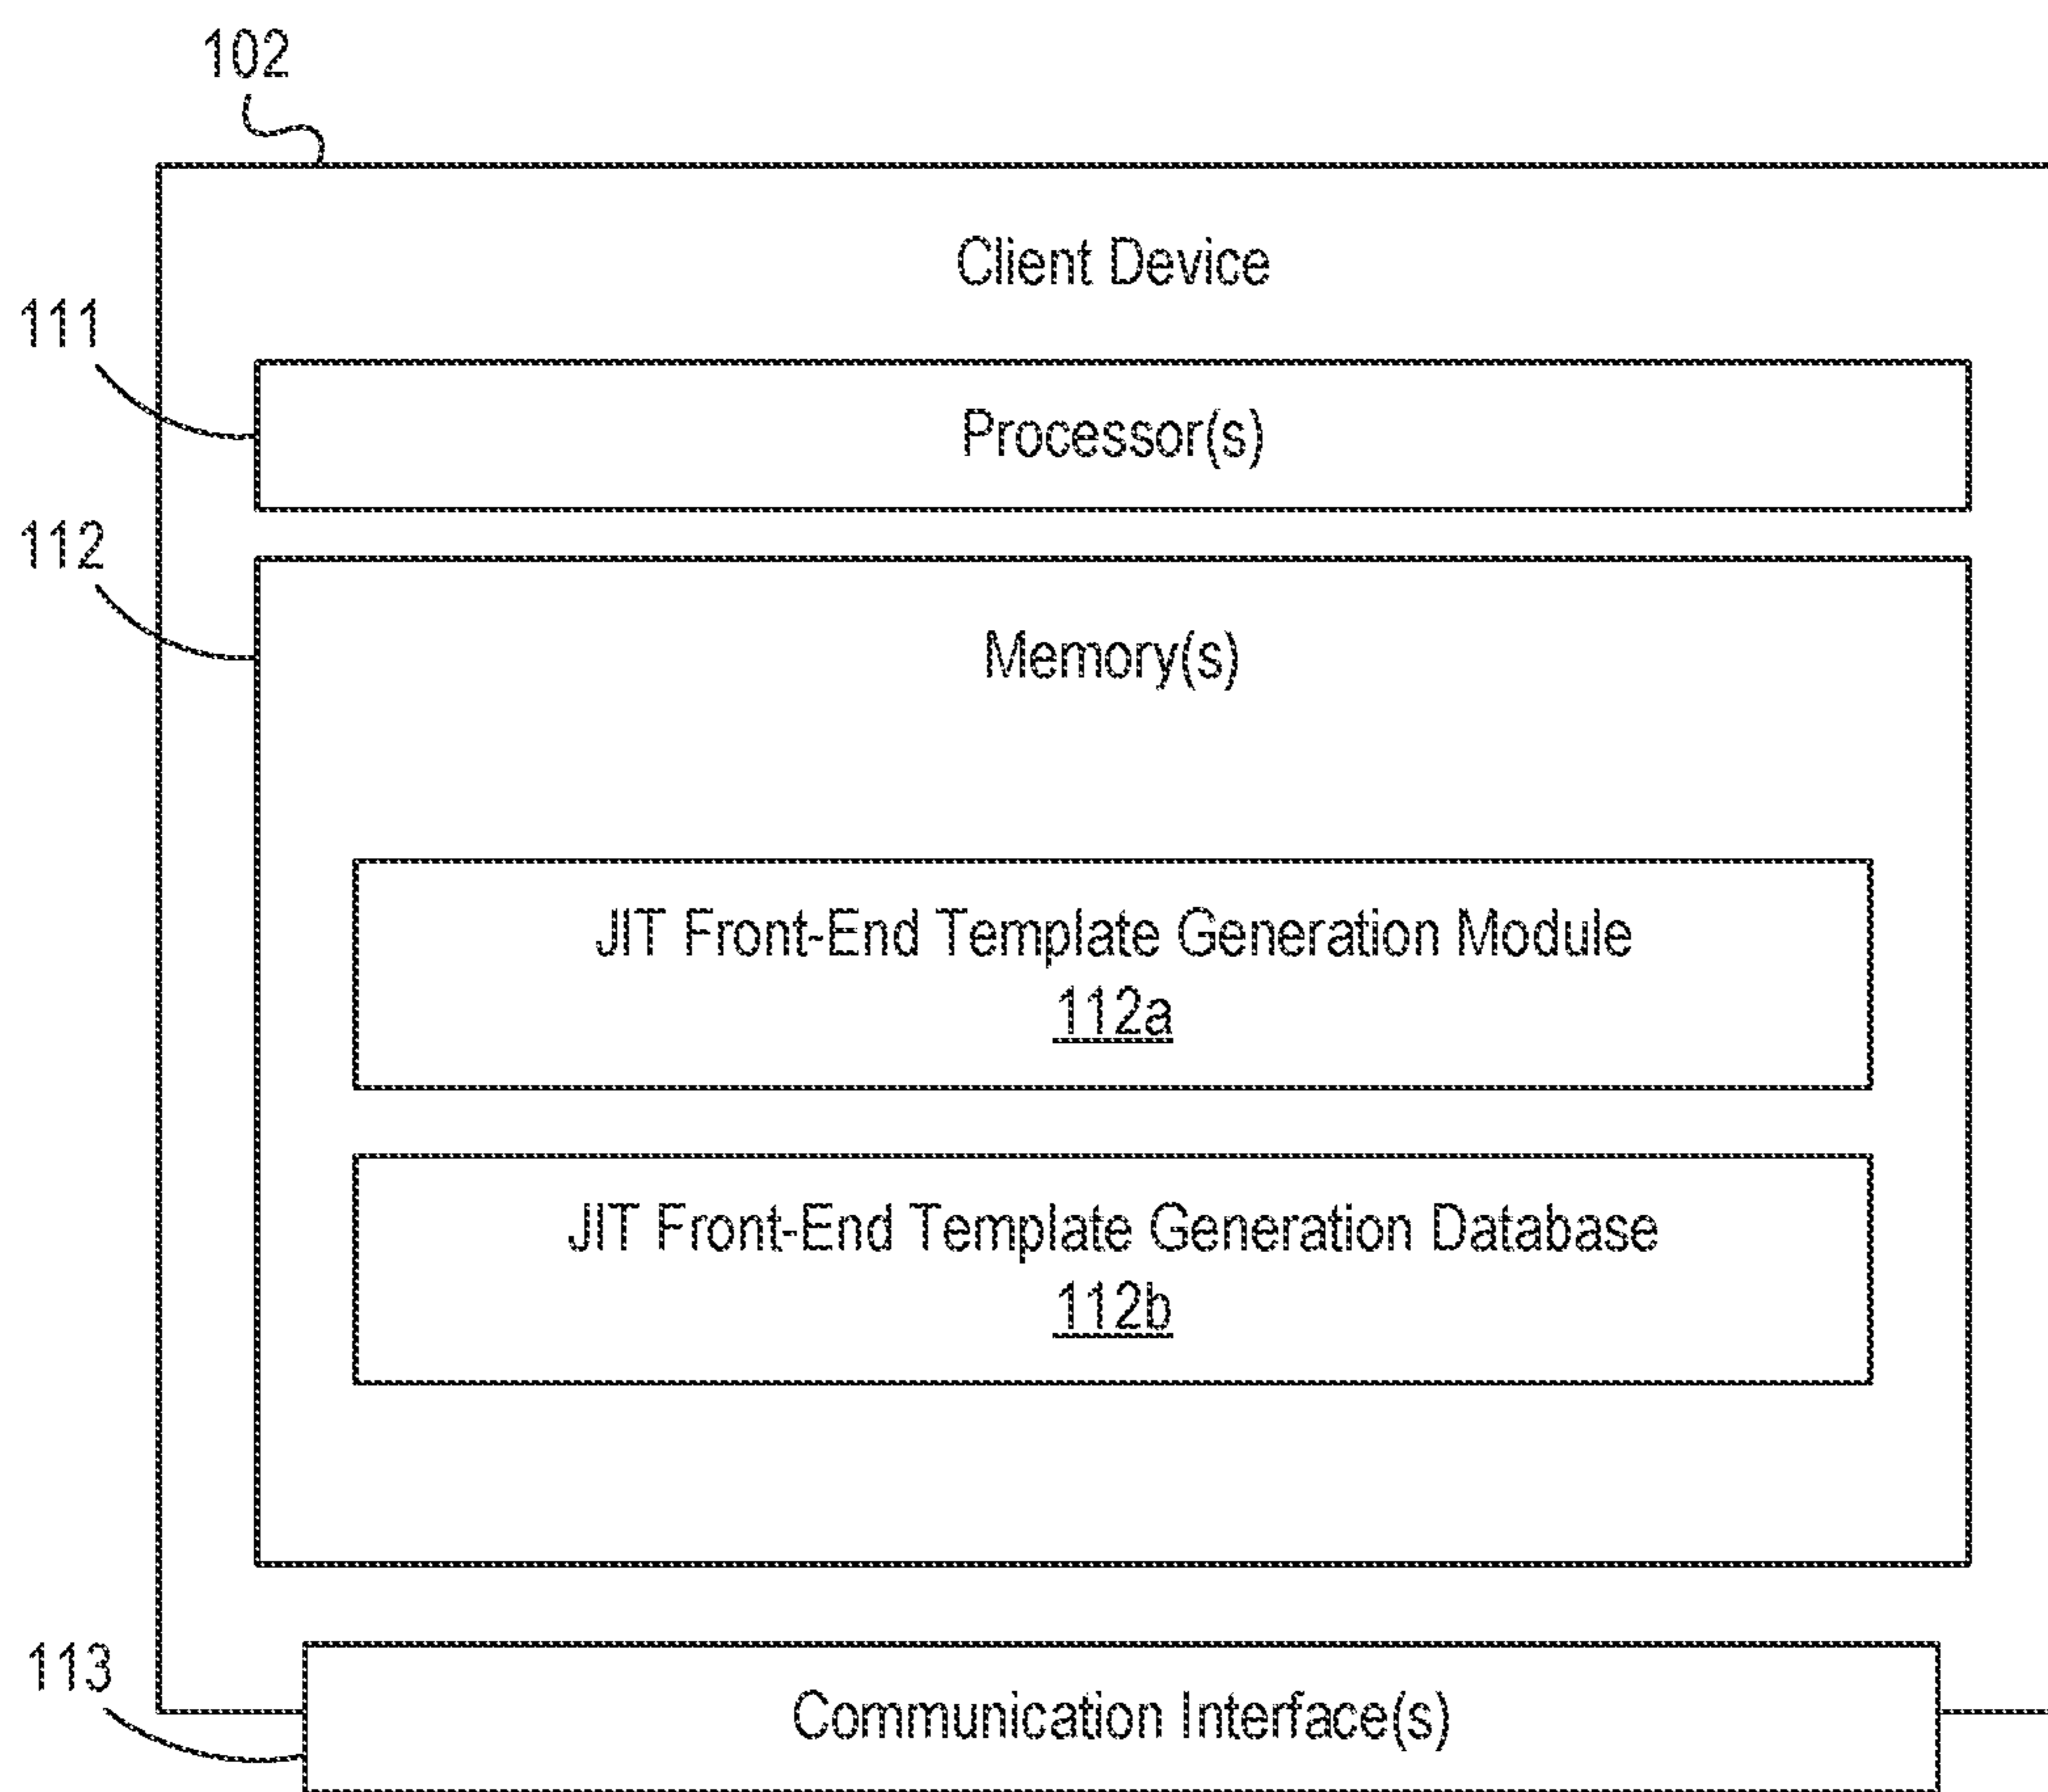 102
Client Device
111
Processor(s)
112
Memory(s)
JIT Front-End Template Generation Module
112a
JIT Front-End Template Generation Database
112b
113
Communication Interface(s)